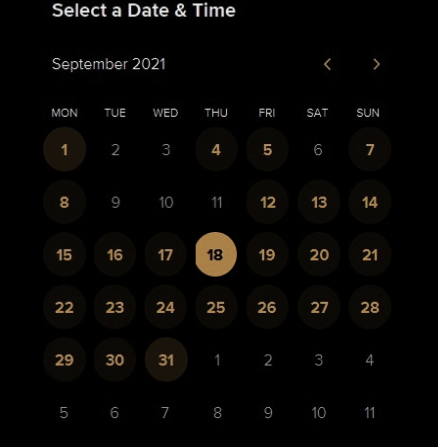 Select a Date & Time
September 2021
MON TUE WED THU FRI SAT SUN
1 2 3 4 5 6 7
8 9 10 11 12 13 14
15 16 17 18 19 20 21
22 23 24 25 26 27 28
29 30 31 1 2 3 4
5 6 7 8 9 10 11